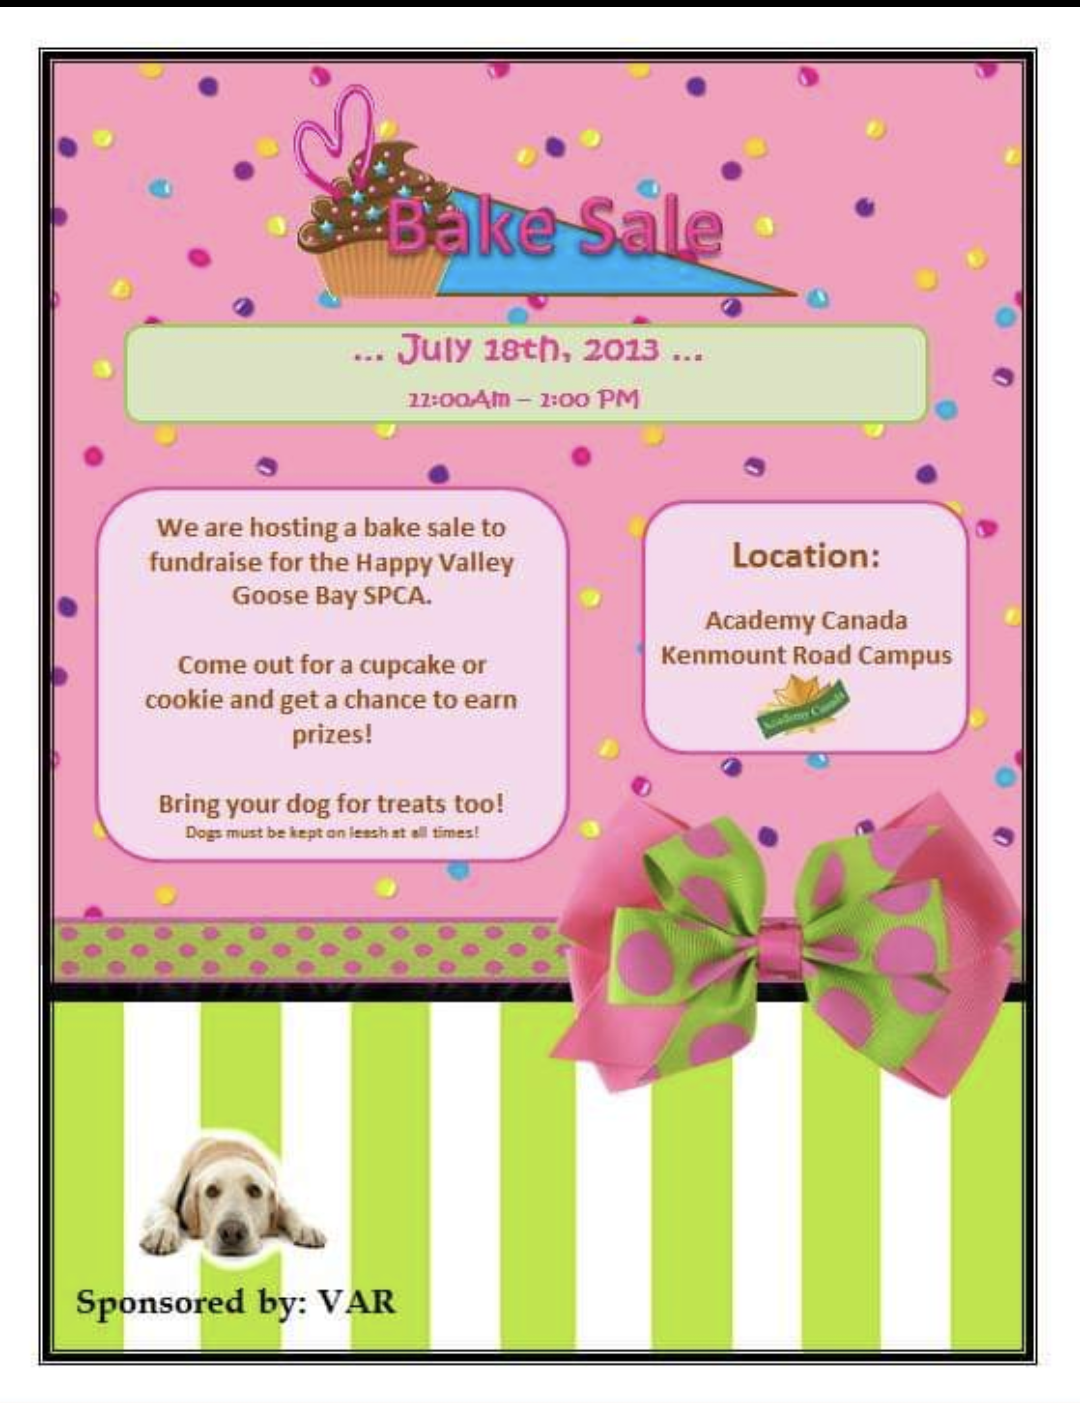 Bake Sale
... July 18th, 2013 ...
11:00Am – 1:00 PM
We are hosting a bake sale to
fundraise for the Happy Valley
Goose Bay SPCA.
Come out for a cupcake or
cookie and get a chance to earn
prizes!
Bring your dog for treats too!
Dogs must be kept on leash at all times!
Location:
Academy Canada
Kenmount Road Campus
Academy Canada
Sponsored by: VAR